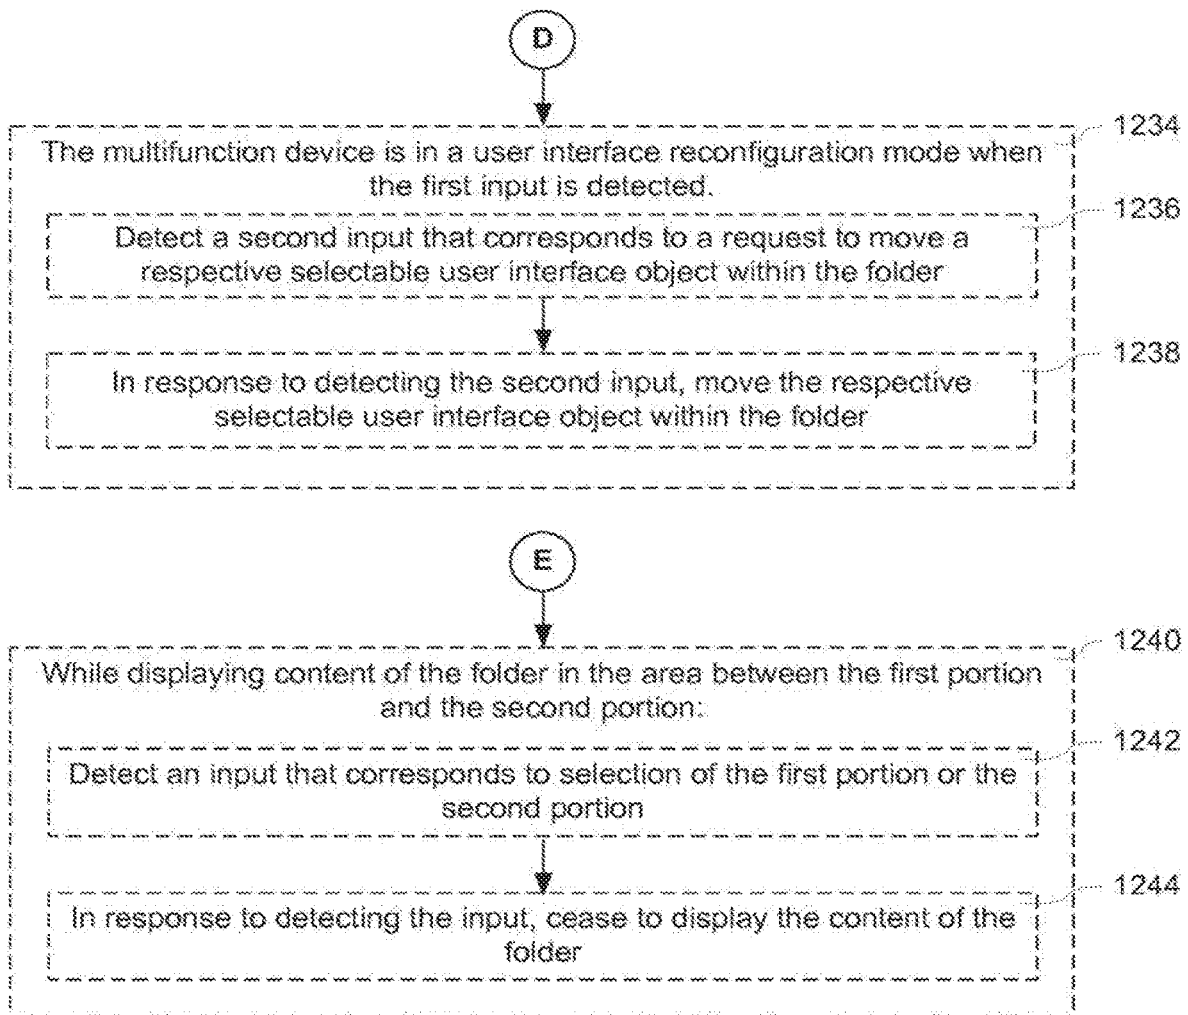 D
1234
The multifunction device is in a user interface reconfiguration mode when
the first input is detected.
1236
Detect a second input that corresponds to a request to move a
respective selectable user interface object within the folder
1238
In response to detecting the second input, move the respective
selectable user interface object within the folder
E
1240
While displaying content of the folder in the area between the first portion
and the second portion:
1242
Detect an input that corresponds to selection of the first portion or the
second portion
1244
In response to detecting the input, cease to display the content of the
folder